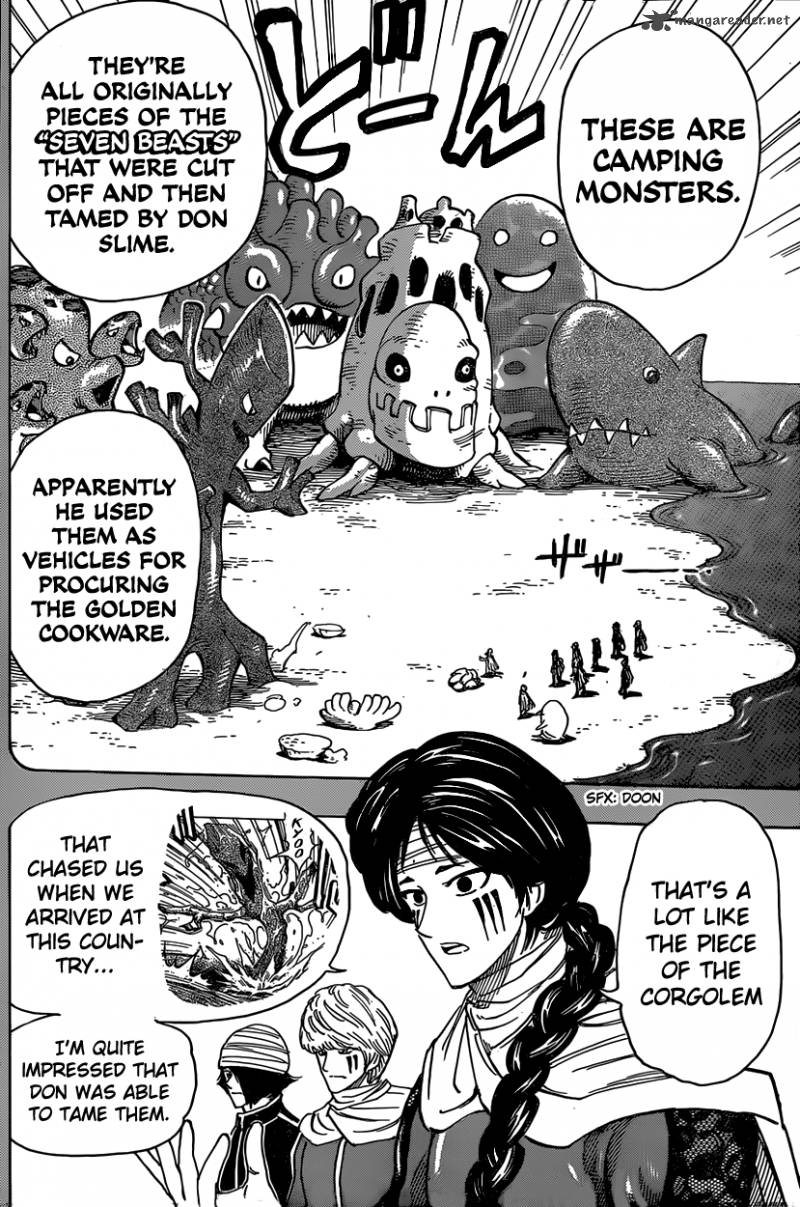 mangareader.net
THESE ARE
CAMPING
MONSTERS.
どーん
THEY'RE
ALL ORIGINALLY
PIECES OF THE
"SEVEN BEASTS"
THAT WERE CUT
OFF AND THEN
TAMED BY DON
SLIME.
APPARENTLY
HE USED
THEM AS
VEHICLES FOR
PROCURING
THE GOLDEN
COOKWARE.
ザザ
SFX: DOON
THAT'S A
LOT LIKE
THE PIECE
OF THE
CORGOLEM
KYOO
THAT
CHASED US
WHEN WE
ARRIVED AT
THIS COUN-
TRY...
I'M QUITE
IMPRESSED THAT
DON WAS ABLE
TO TAME THEM.